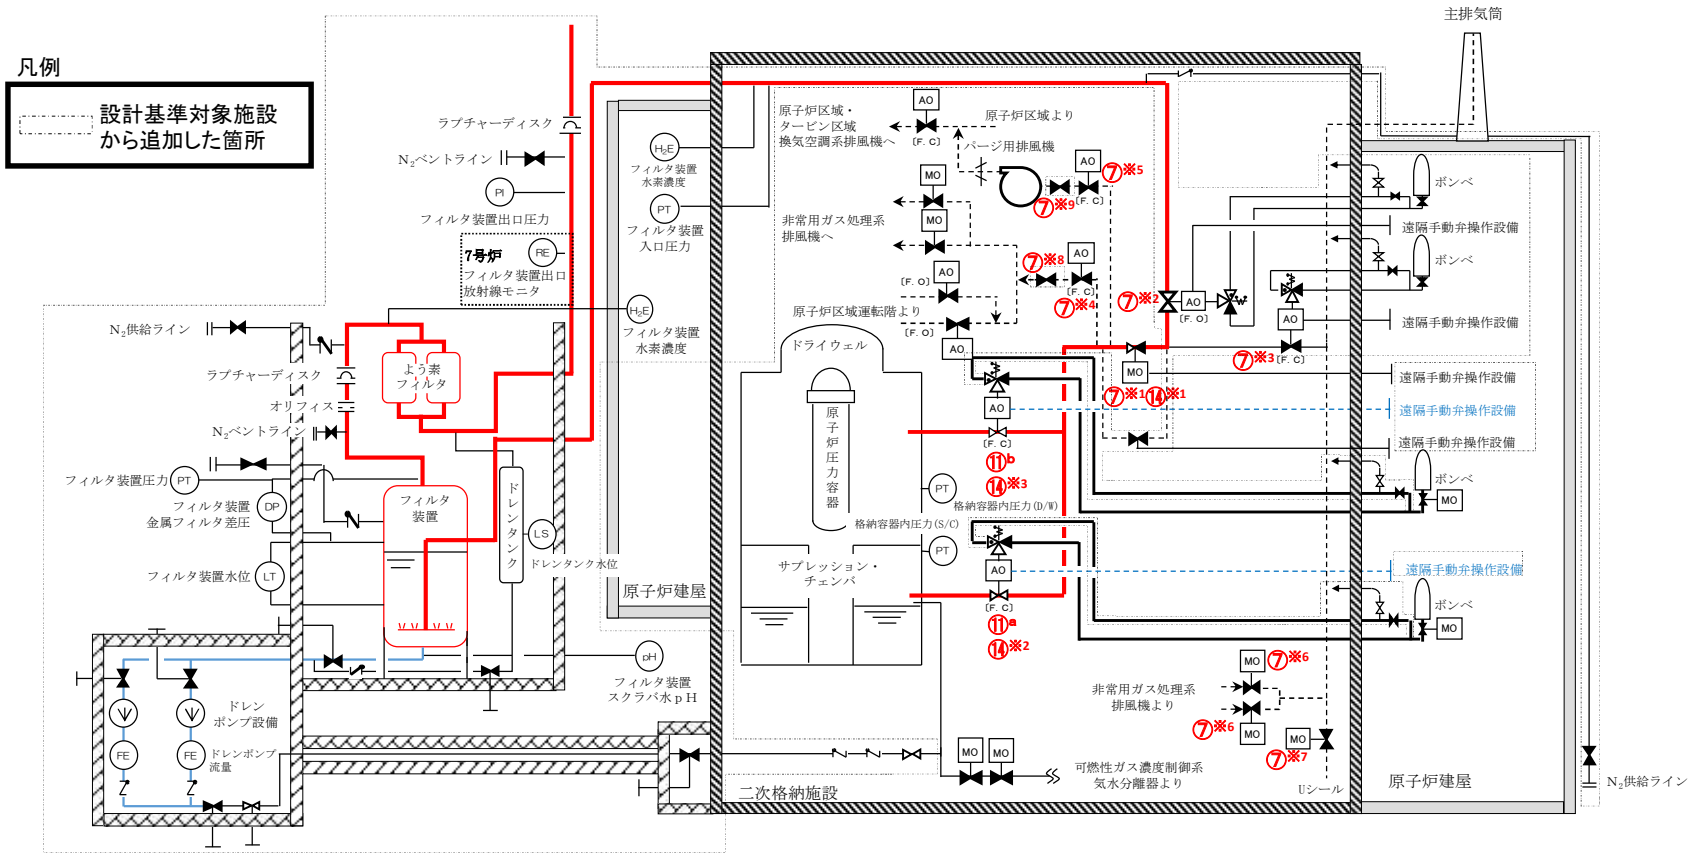 主排気筒
凡例
設計基準対象施設
から追加した箇所
ラプチャーディスク
N₂ベントライン
PI
フィルタ装置出口圧力
7号炉
RE
フィルタ装置出口
放射線モニタ
H₂E
フィルタ装置
水素濃度
PT
フィルタ装置
入口圧力
H₂E
フィルタ装置
水素濃度
N₂供給ライン
ラプチャーディスク
オリフィス
N₂ベントライン
よう素
フィルタ
フィルタ装置圧力
PT
DP
フィルタ装置
金属フィルタ差圧
フィルタ装置水位
LT
フィルタ
装置
ドレンタンク
LS
ドレンタンク水位
pH
フィルタ装置
スクラバ水pH
ドレン
ポンプ設備
FE
FE
ドレンポンプ
流量
原子炉建屋
原子炉区域・
タービン区域
換気空調系排風機へ
AO
[F. C]
原子炉区域より
パージ用排風機
AO
⑦※5
[F. C]
⑦※9
MO
MO
非常用ガス処理系
排風機へ
⑦※8
AO
[F. C]
⑦※4
[F. O]
AO
原子炉区域運転階より
[F. O]
AO
⑦※2
AO
[F. O]
AO
⑦※3
[F. C]
MO
⑦※1
⑭※1
ドライウェル
原子炉圧力容器
AO
[F. C]
⑪b
⑭※3
PT
格納容器内圧力(D/W)
格納容器内圧力(S/C)
PT
サプレッション・
チェンバ
AO
[F. C]
⑪a
⑭※2
MO
⑦※6
非常用ガス処理系
排風機より
⑦※6
MO
MO
⑦※7
MO
MO
可燃性ガス濃度制御系
気水分離器より
二次格納施設
Uシール
ボンベ
遠隔手動弁操作設備
ボンベ
遠隔手動弁操作設備
遠隔手動弁操作設備
遠隔手動弁操作設備
遠隔手動弁操作設備
ボンベ
MO
遠隔手動弁操作設備
ボンベ
MO
原子炉建屋
N₂供給ライン